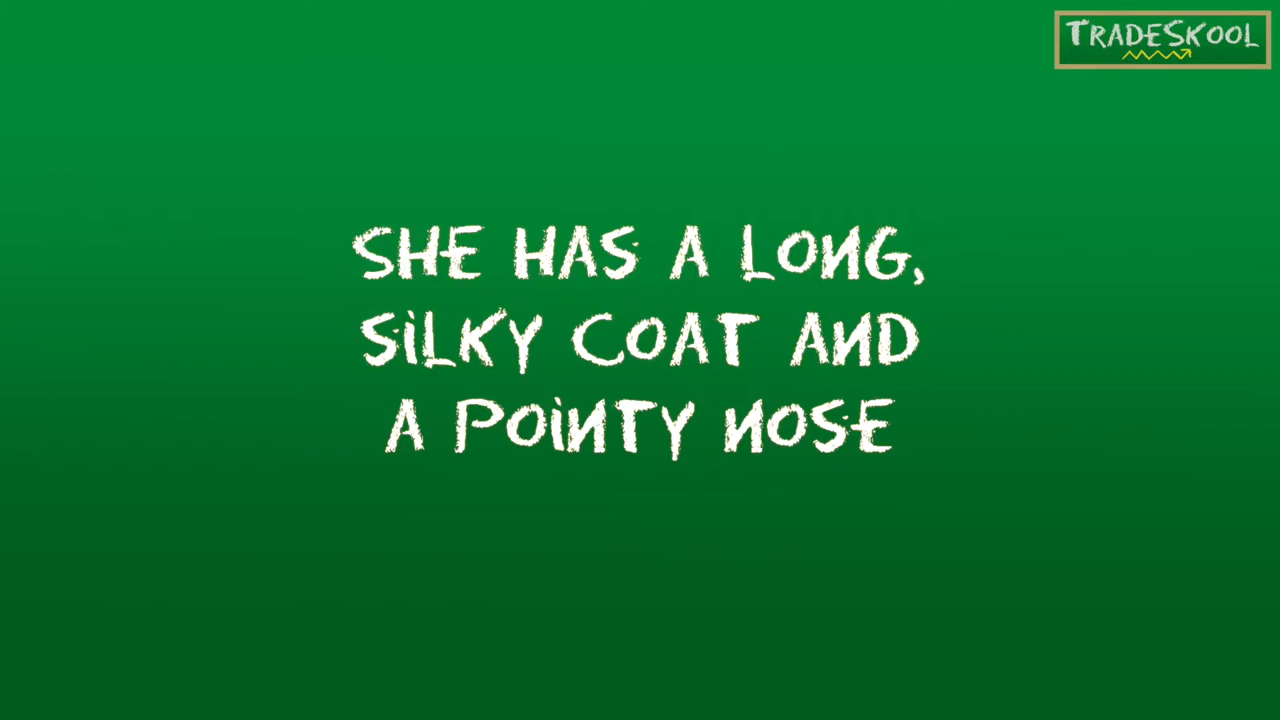 TRADESKOOL
SHE HAS A LONG,
SILKY COAT AND
A POINTY NOSE